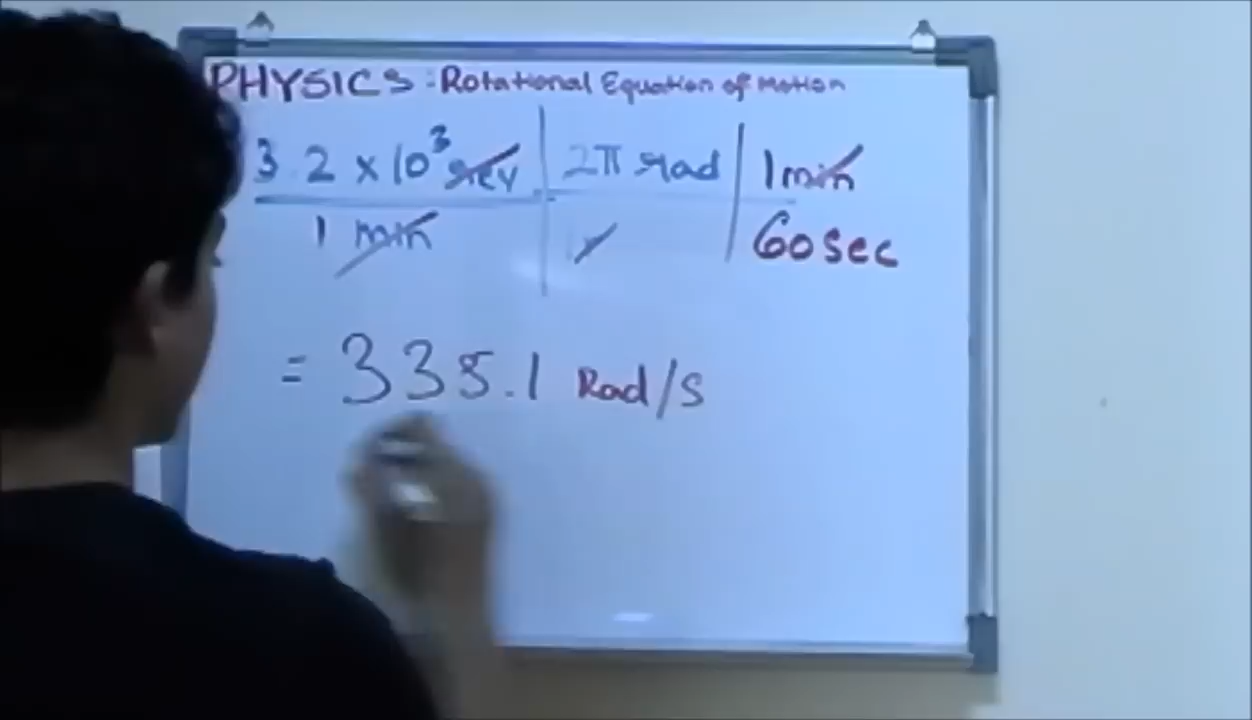 PHYSICS: Rotational Equation of Motion
3.2 x 10³ rev 2π rad 1 min
1 min 1r 60 sec
= 335.1 Rad/s